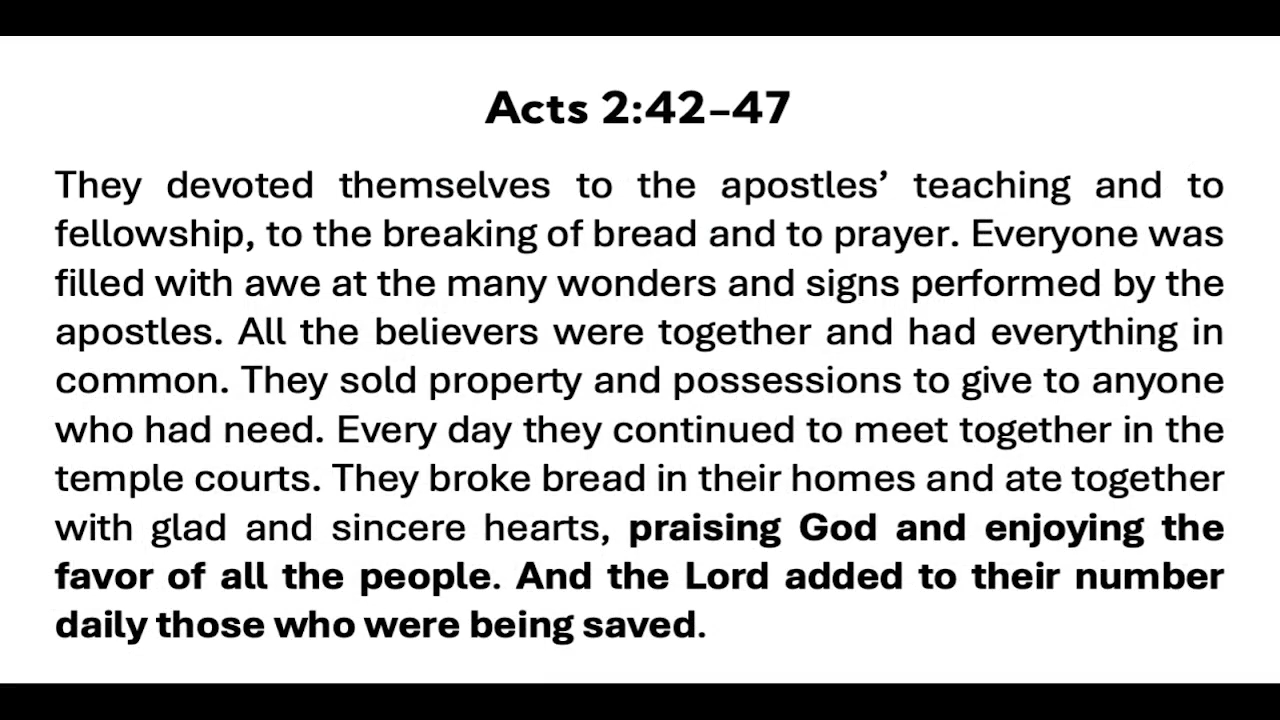 Acts 2:42–47
They devoted themselves to the apostles’ teaching and to
fellowship, to the breaking of bread and to prayer. Everyone was
filled with awe at the many wonders and signs performed by the
apostles. All the believers were together and had everything in
common. They sold property and possessions to give to anyone
who had need. Every day they continued to meet together in the
temple courts. They broke bread in their homes and ate together
with glad and sincere hearts, praising God and enjoying the
favor of all the people. And the Lord added to their number
daily those who were being saved.